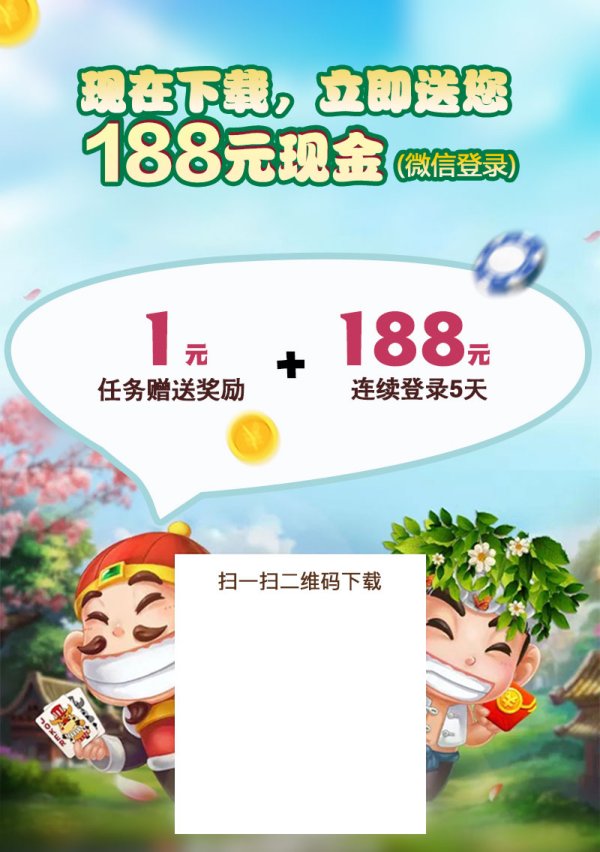 现在下载，立即送您
188元现金(微信登录)
1元 + 188元
任务赠送奖励 连续登录5天
扫一扫二维码下载
JOKER